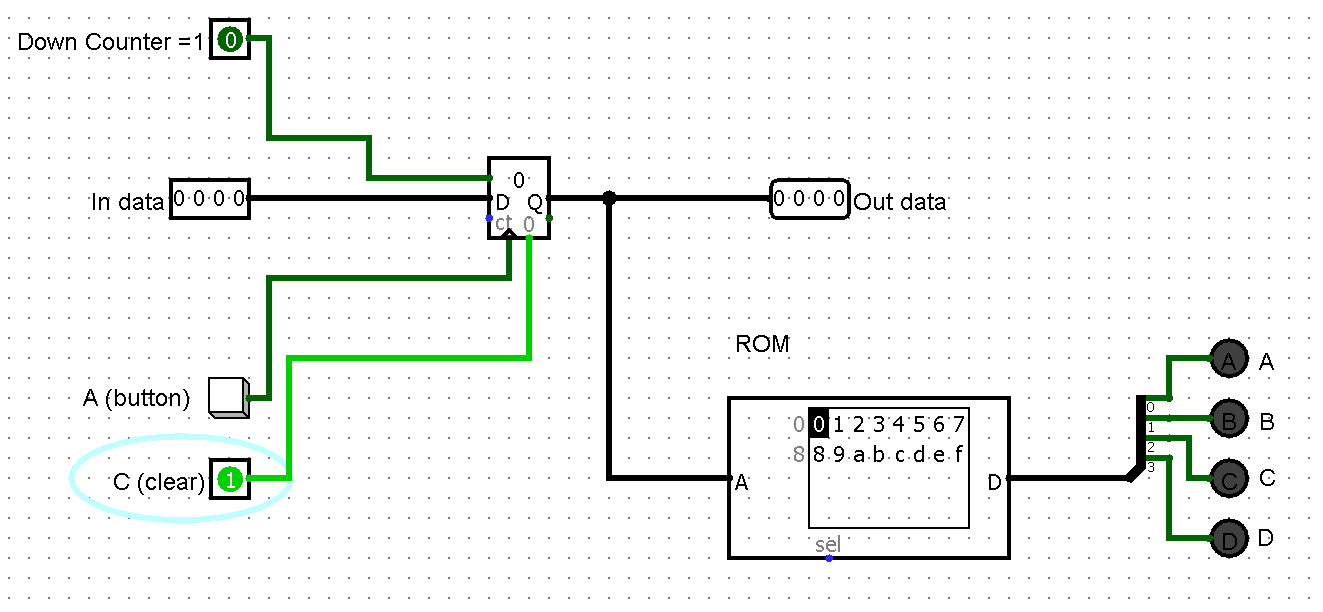 Down Counter =1 0
0
In data 0 0 0 0 D Q 0 0 0 0 Out data
ct 0
ROM
A A
A (button)
0 0 1 2 3 4 5 6 7
0
B B
1
8 8 9 a b c d e f
2
3
C (clear) 1
A D
C C
sel
D D